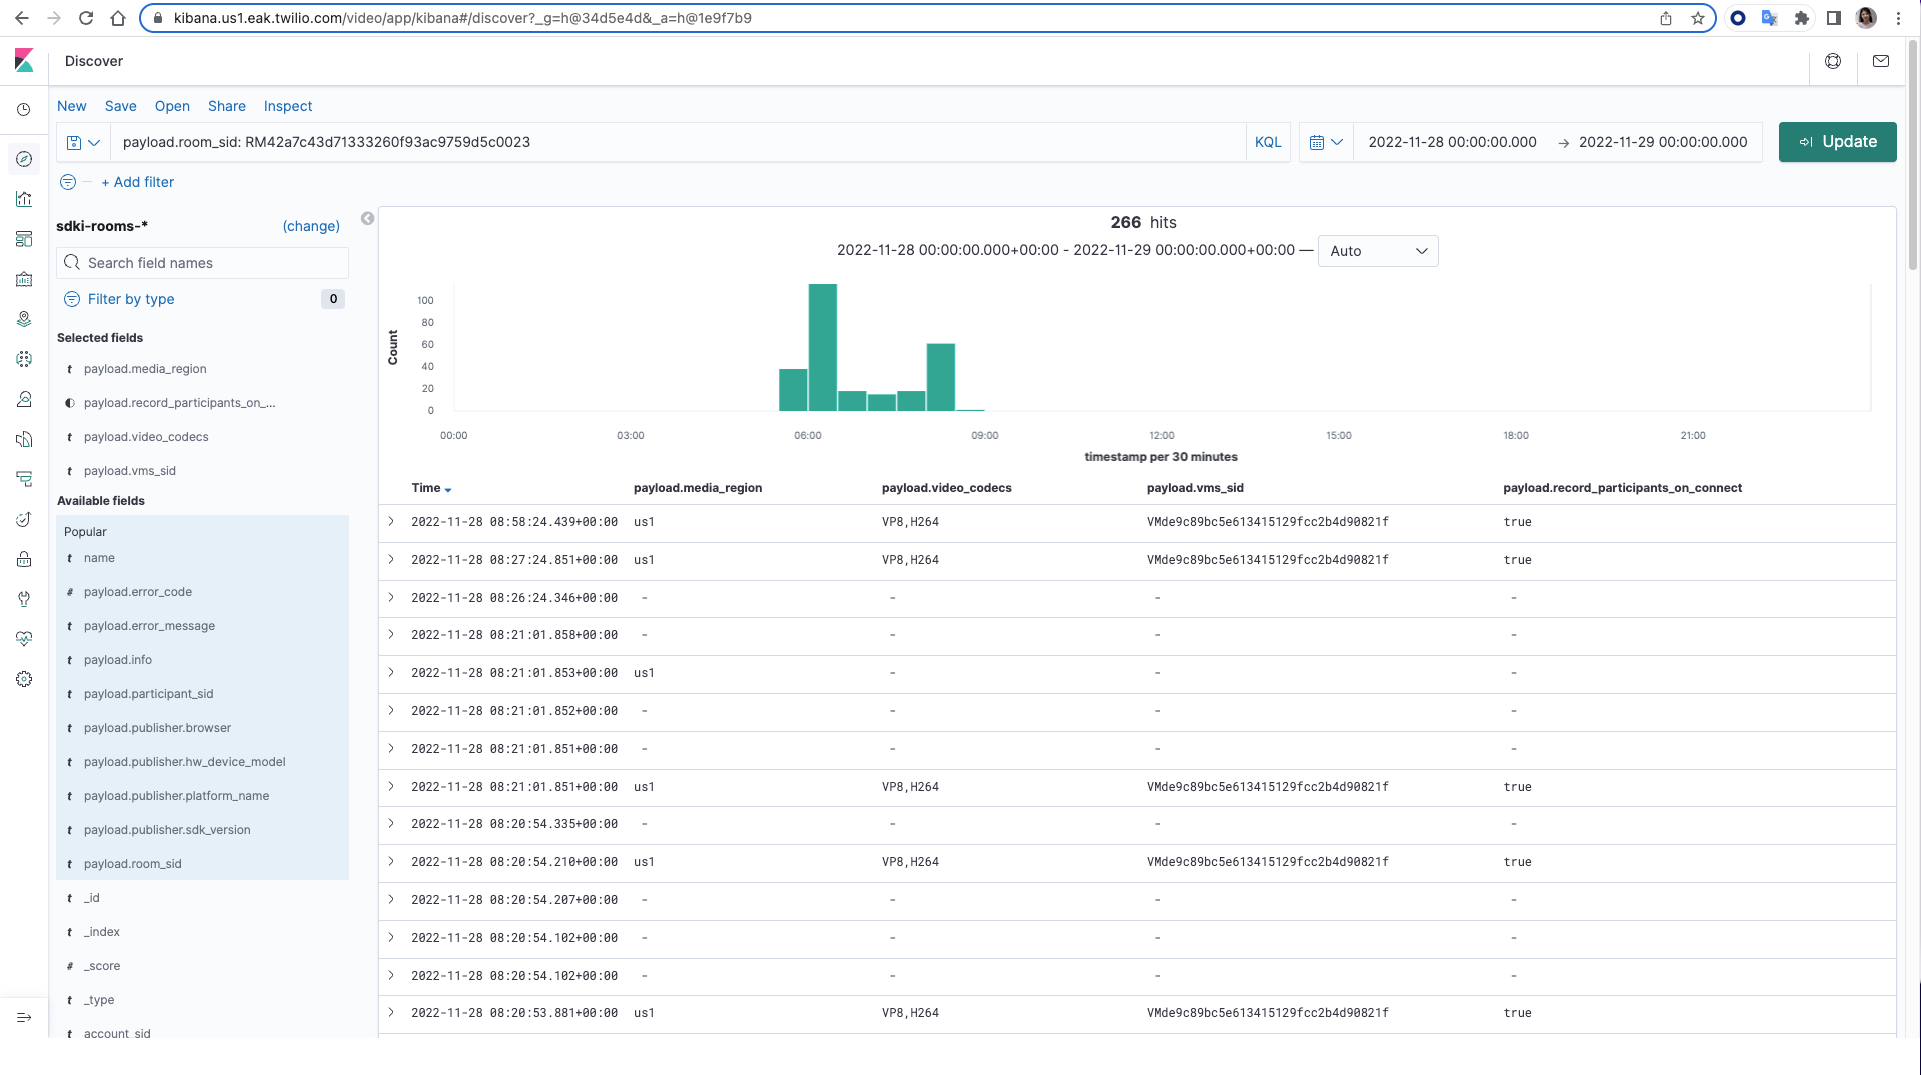 kibana.us1.eak.twilio.com/video/app/kibana#/discover?_g=h@34d5e4d&_a=h@1e9f7b9
Discover
New Save Open Share Inspect
payload.room_sid: RM42a7c43d71333260f93ac9759d5c0023 KQL 2022-11-28 00:00:00.000 → 2022-11-29 00:00:00.000 Update
+ Add filter
sdki-rooms-* (change)
Search field names
Filter by type 0
Selected fields
t payload.media_region
payload.record_participants_on_...
t payload.video_codecs
t payload.vms_sid
Available fields
Popular
t name
# payload.error_code
t payload.error_message
t payload.info
t payload.participant_sid
t payload.publisher.browser
t payload.publisher.hw_device_model
t payload.publisher.platform_name
t payload.publisher.sdk_version
t payload.room_sid
t _id
t _index
# _score
t _type
t account_sid
266 hits
2022-11-28 00:00:00.000+00:00 - 2022-11-29 00:00:00.000+00:00 — Auto
Count
100
80
60
40
20
0
00:00 03:00 06:00 09:00 12:00 15:00 18:00 21:00
timestamp per 30 minutes
Time payload.media_region payload.video_codecs payload.vms_sid payload.record_participants_on_connect
2022-11-28 08:58:24.439+00:00 us1 VP8,H264 VMde9c89bc5e613415129fcc2b4d90821f true
2022-11-28 08:27:24.851+00:00 us1 VP8,H264 VMde9c89bc5e613415129fcc2b4d90821f true
2022-11-28 08:26:24.346+00:00 - - - -
2022-11-28 08:21:01.858+00:00 - - - -
2022-11-28 08:21:01.853+00:00 us1 - - -
2022-11-28 08:21:01.852+00:00 - - - -
2022-11-28 08:21:01.851+00:00 - - - -
2022-11-28 08:21:01.851+00:00 us1 VP8,H264 VMde9c89bc5e613415129fcc2b4d90821f true
2022-11-28 08:20:54.335+00:00 - - - -
2022-11-28 08:20:54.210+00:00 us1 VP8,H264 VMde9c89bc5e613415129fcc2b4d90821f true
2022-11-28 08:20:54.207+00:00 - - - -
2022-11-28 08:20:54.102+00:00 - - - -
2022-11-28 08:20:54.102+00:00 - - - -
2022-11-28 08:20:53.881+00:00 us1 VP8,H264 VMde9c89bc5e613415129fcc2b4d90821f true